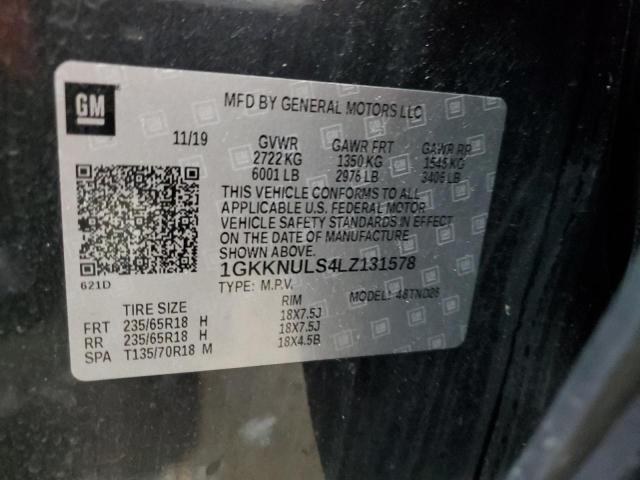 GM
MFD BY GENERAL MOTORS LLC
11/19 GVWR GAWR FRT GAWR RR
2722 KG 1350 KG 1545 KG
6001 LB 2976 LB 3406 LB
THIS VEHICLE CONFORMS TO ALL
APPLICABLE U.S. FEDERAL MOTOR
VEHICLE SAFETY STANDARDS IN EFFECT
ON THE DATE OF MANUFACTURE
SHOWN ABOVE.
1GKKNULS4LZ131578
621D
TYPE: M.P.V. MODEL: 48TND26
TIRE SIZE RIM
FRT 235/65R18 H 18X7.5J
RR 235/65R18 H 18X7.5J
SPA T135/70R18 M 18X4.5B